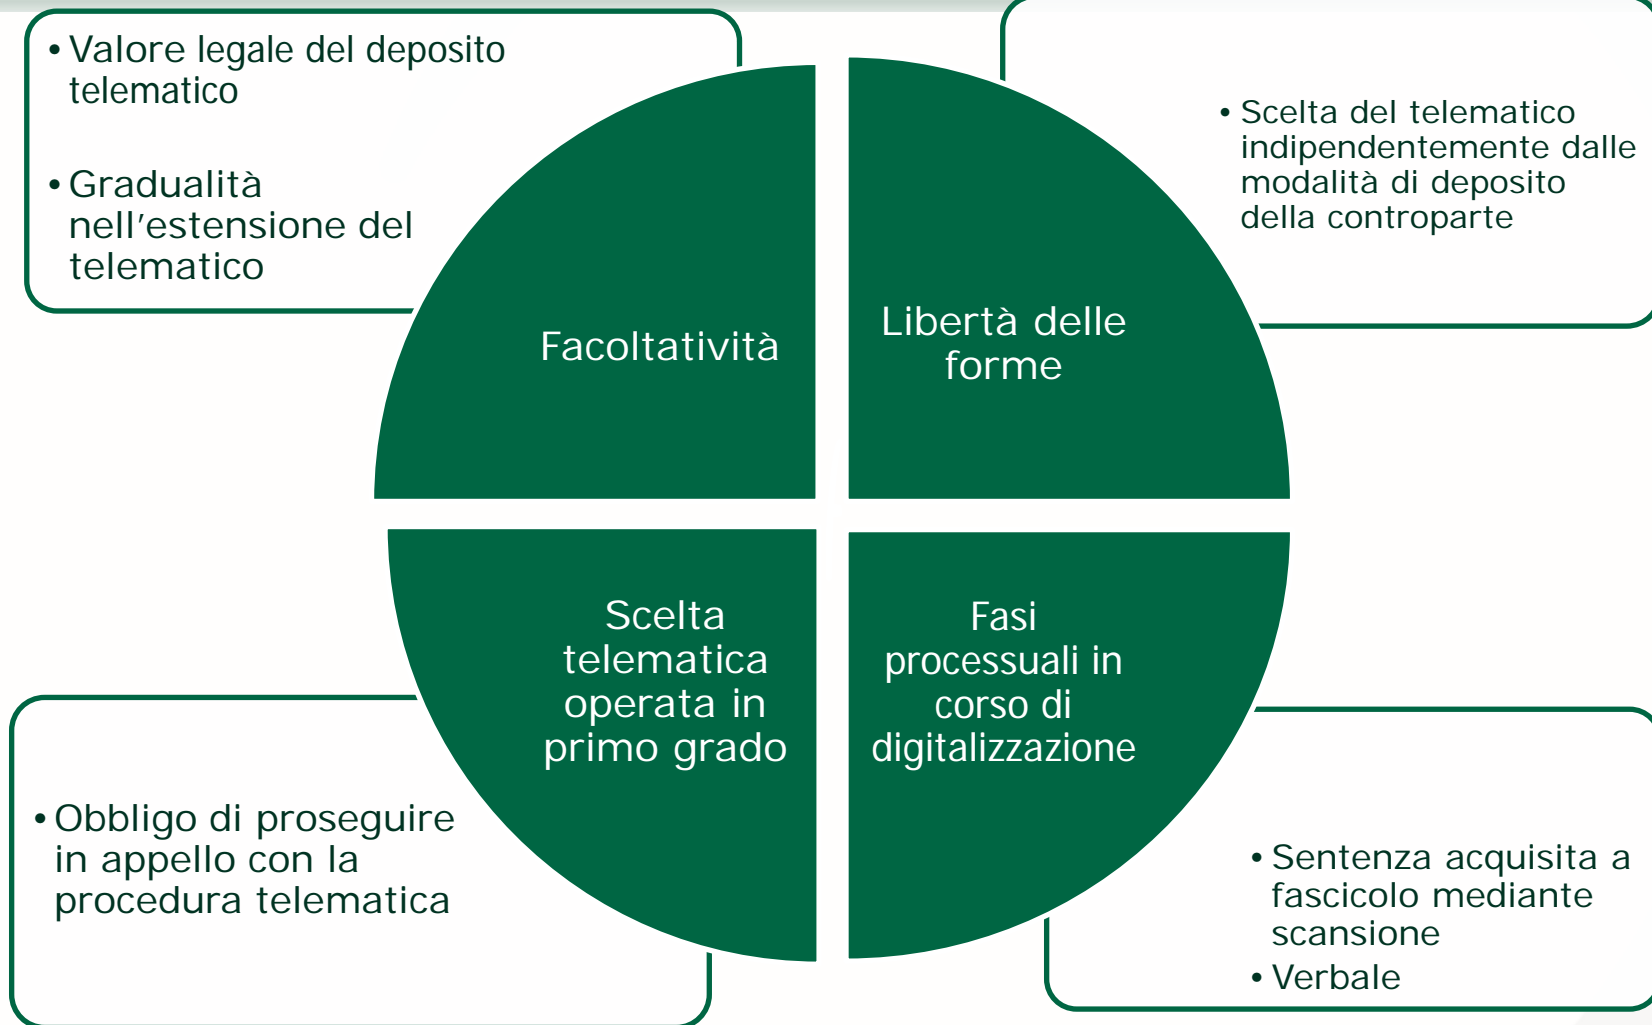 • Valore legale del deposito
telematico
• Gradualità
nell’estensione del
telematico
Facoltatività
• Scelta del telematico
indipendentemente dalle
modalità di deposito
della controparte
Libertà delle
forme
Scelta
telematica
operata in
primo grado
• Obbligo di proseguire
in appello con la
procedura telematica
Fasi
processuali in
corso di
digitalizzazione
• Sentenza acquisita a
fascicolo mediante
scansione
• Verbale